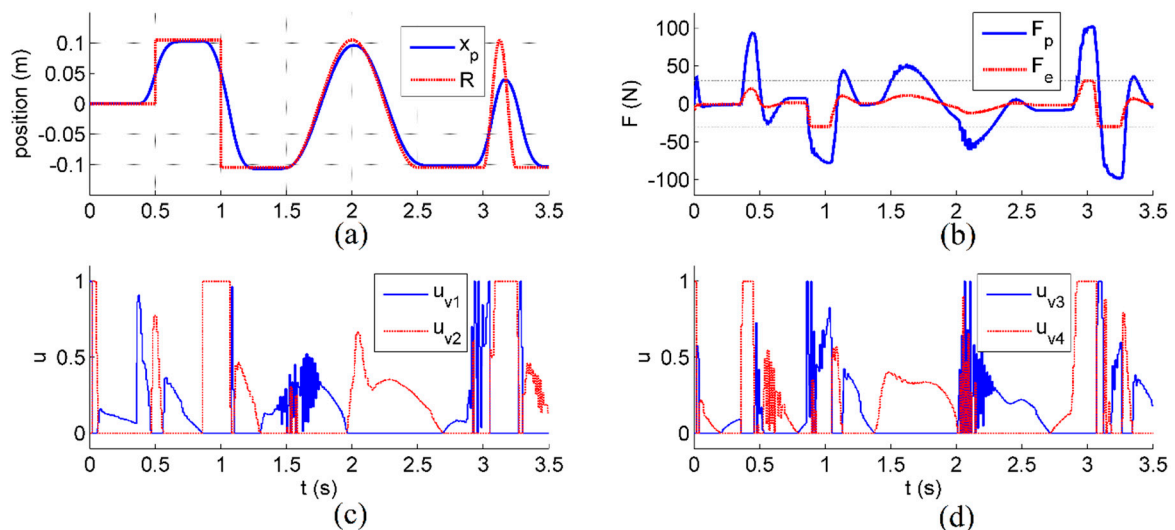 position (m)
0.1
0.05
0
-0.05
-0.1
x_p
R
0 0.5 1 1.5 2 2.5 3 3.5
(a)
F (N)
100
50
0
-50
-100
F_p
F_e
0 0.5 1 1.5 2 2.5 3 3.5
(b)
u
1
0.5
0
u_v1
u_v2
0 0.5 1 1.5 2 2.5 3 3.5
t (s)
(c)
u
1
0.5
0
u_v3
u_v4
0 0.5 1 1.5 2 2.5 3 3.5
t (s)
(d)